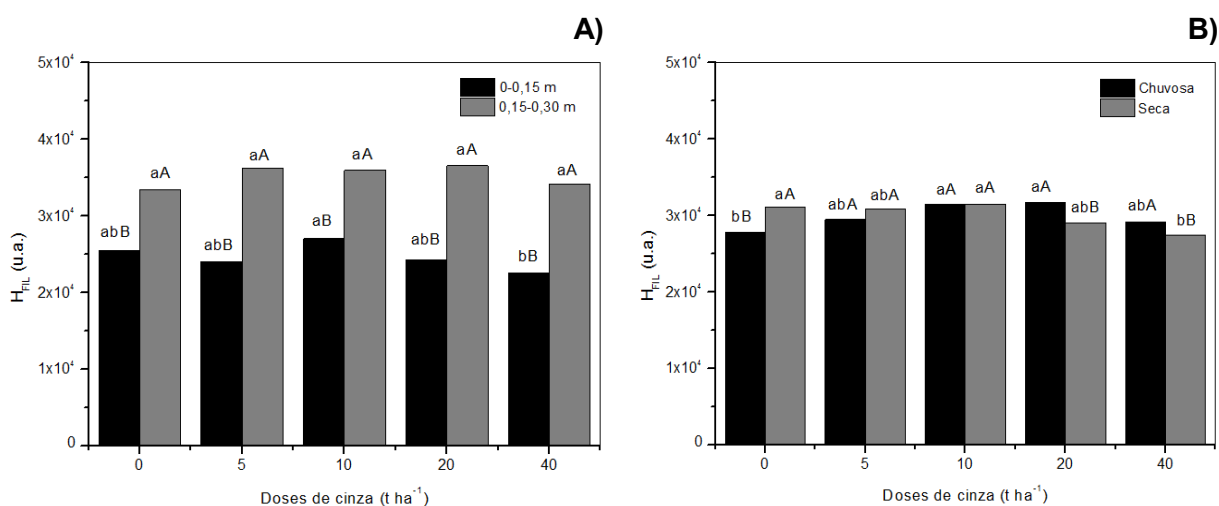 A)
5x10⁴
4x10⁴
3x10⁴
2x10⁴
1x10⁴
0
H_FIL (u.a.)
0-0,15 m
0,15-0,30 m
abB aA abB aA aB aA abB aA bB aA
0 5 10 20 40
Doses de cinza (t ha⁻¹)
B)
5x10⁴
4x10⁴
3x10⁴
2x10⁴
1x10⁴
0
H_FIL (u.a.)
Chuvosa
Seca
bB aA abA abA aA aA aA abB abA bB
0 5 10 20 40
Doses de cinza (t ha⁻¹)